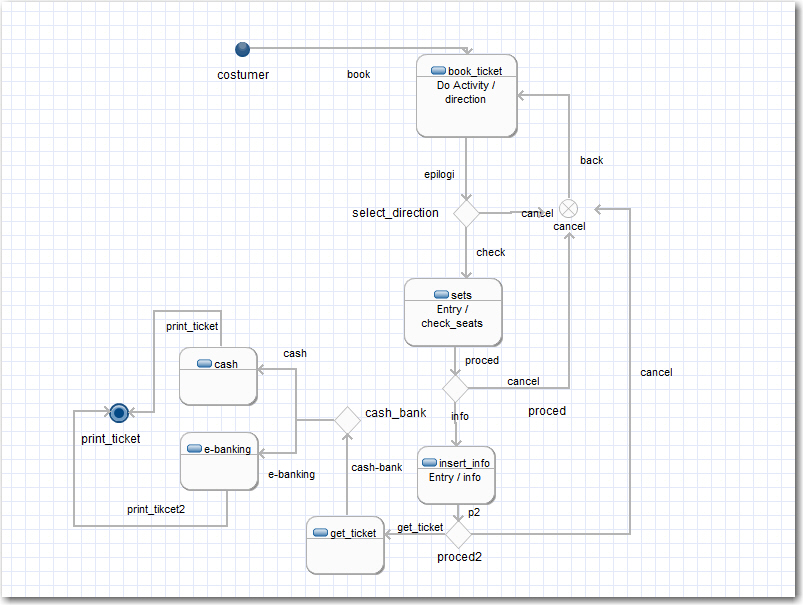 costumer
book
book_ticket
Do Activity /
direction
back
epilogi
select_direction
cancel
cancel
check
sets
Entry /
check_seats
print_ticket
cash
cash
proced
cancel
cancel
proced
info
cash_bank
print_ticket
e-banking
e-banking
cash-bank
insert_info
Entry / info
print_tikcet2
p2
get_ticket
get_ticket
proced2